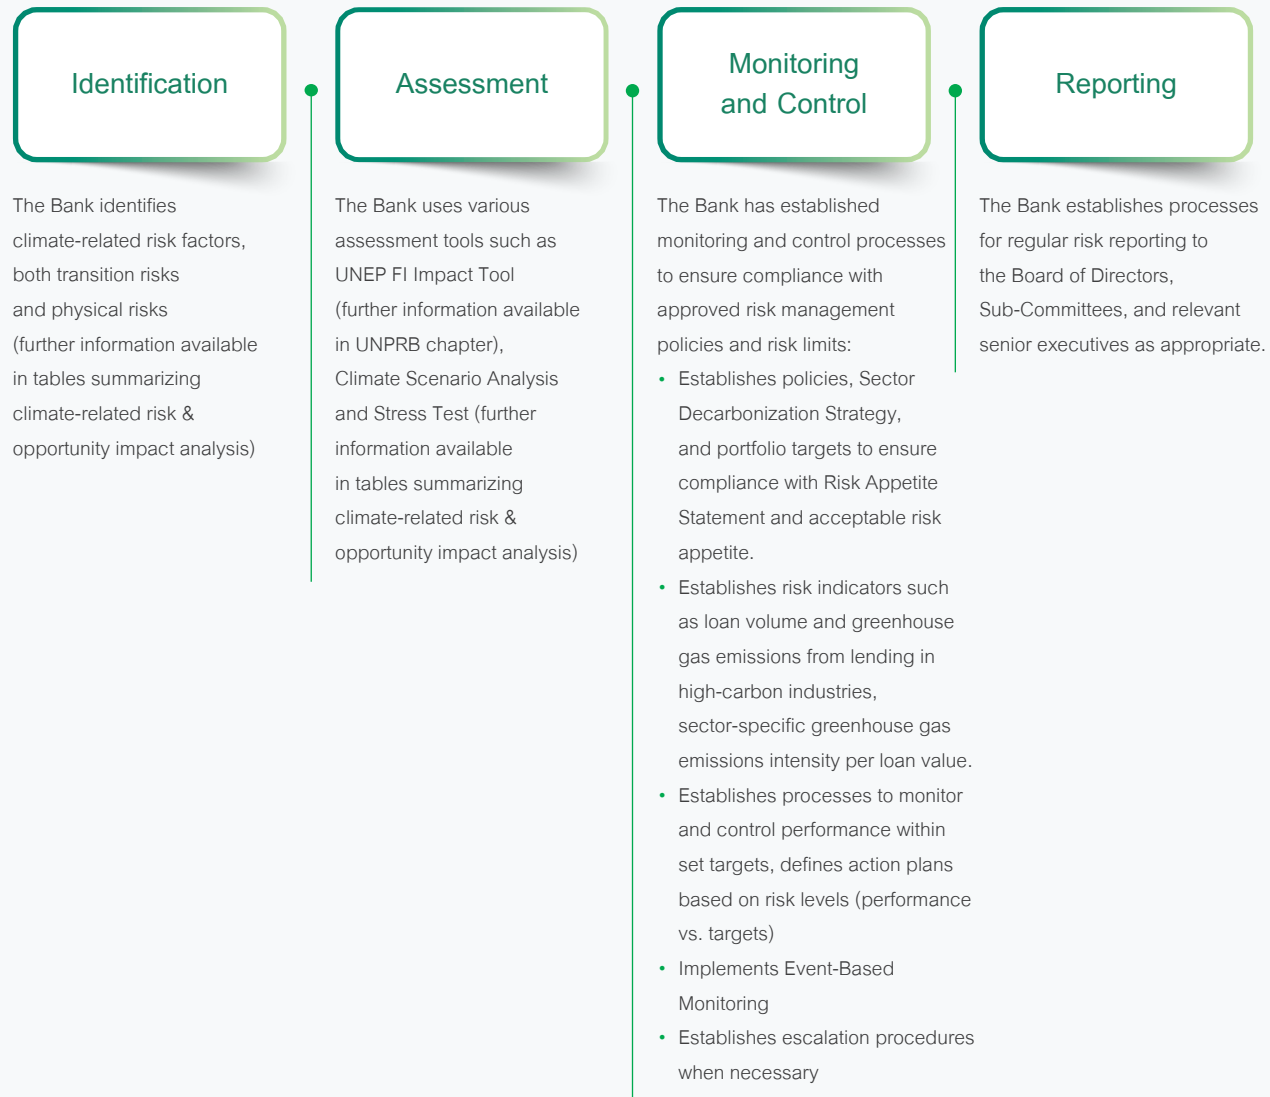 Identification
The Bank identifies
climate-related risk factors,
both transition risks
and physical risks
(further information available
in tables summarizing
climate-related risk &
opportunity impact analysis)
Assessment
The Bank uses various
assessment tools such as
UNEP FI Impact Tool
(further information available
in UNPRB chapter),
Climate Scenario Analysis
and Stress Test (further
information available
in tables summarizing
climate-related risk &
opportunity impact analysis)
Monitoring
and Control
The Bank has established
monitoring and control processes
to ensure compliance with
approved risk management
policies and risk limits:
• Establishes policies, Sector
Decarbonization Strategy,
and portfolio targets to ensure
compliance with Risk Appetite
Statement and acceptable risk
appetite.
• Establishes risk indicators such
as loan volume and greenhouse
gas emissions from lending in
high-carbon industries,
sector-specific greenhouse gas
emissions intensity per loan value.
• Establishes processes to monitor
and control performance within
set targets, defines action plans
based on risk levels (performance
vs. targets)
• Implements Event-Based
Monitoring
• Establishes escalation procedures
when necessary
Reporting
The Bank establishes processes
for regular risk reporting to
the Board of Directors,
Sub-Committees, and relevant
senior executives as appropriate.